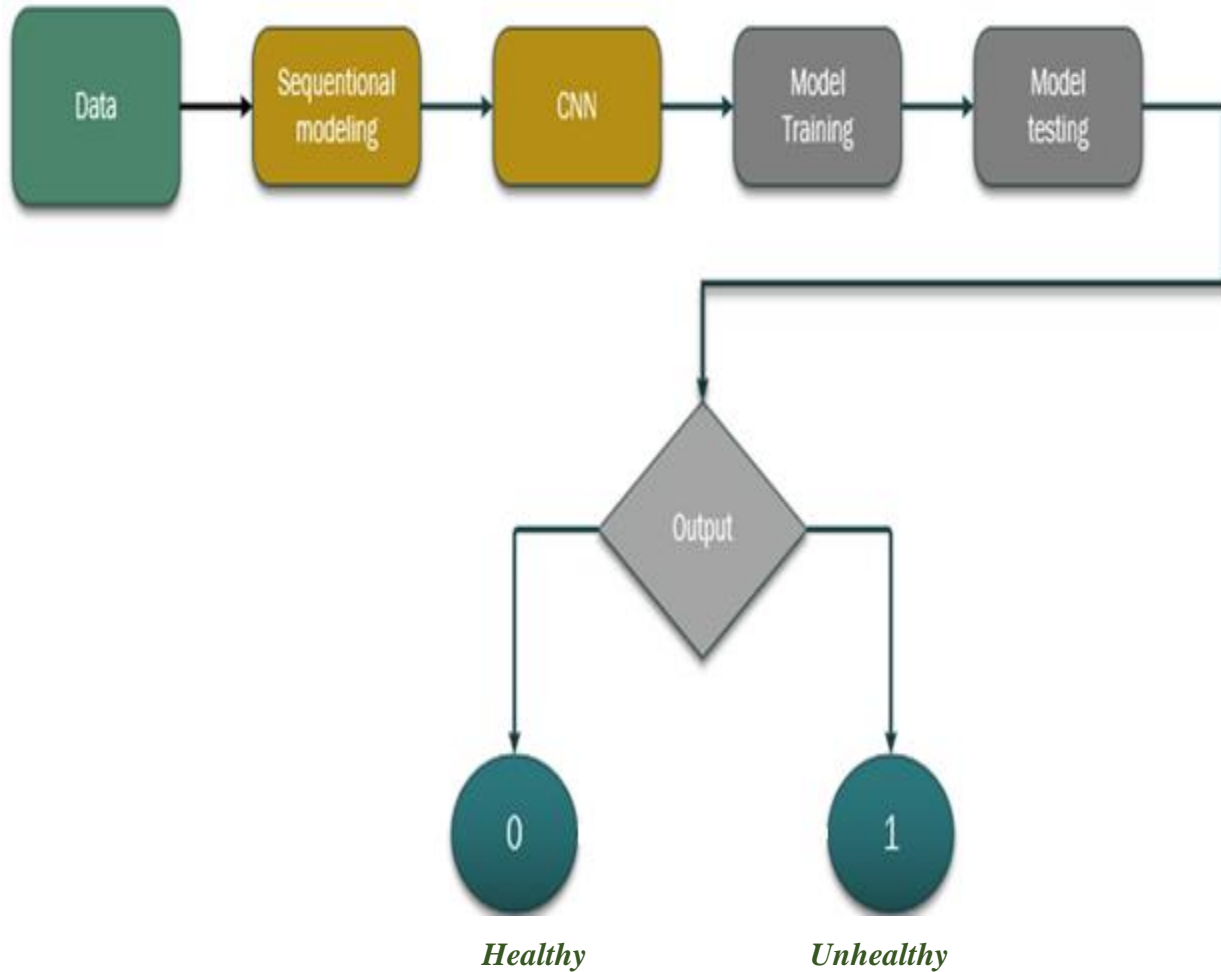 Data
Sequentional
modeling
CNN
Model
Training
Model
testing
Output
0
1
Healthy
Unhealthy